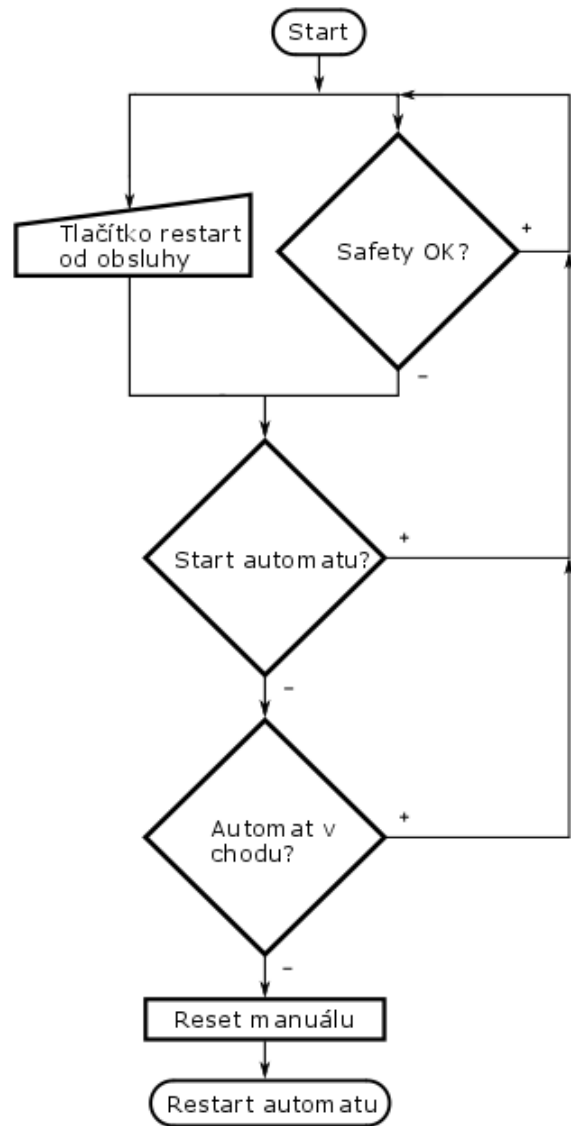 Start
Tlačítko restart
od obsluhy
Safety OK?
+
–
Start automatu?
+
–
Automat v
chodu?
+
–
Reset manuálu
Restart automatu